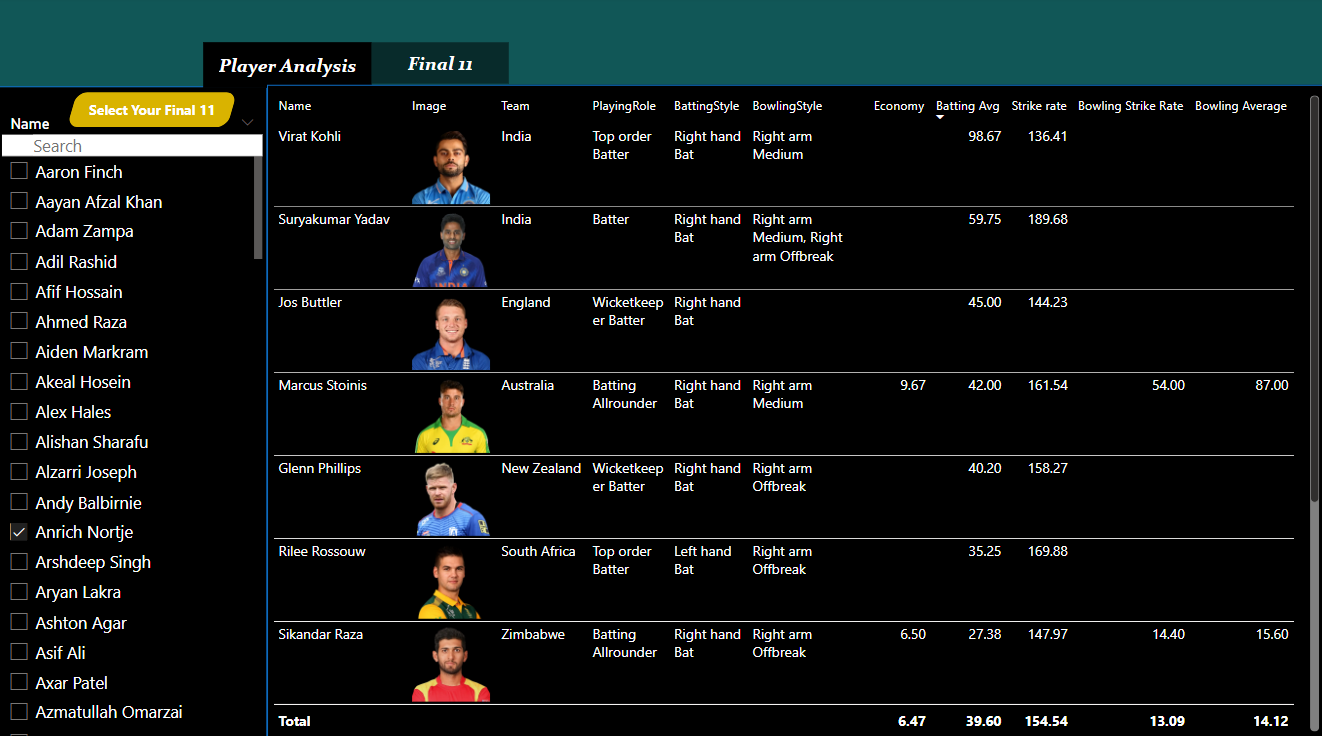 Player Analysis
Final 11
Select Your Final 11
Name
Search
Aaron Finch
Aayan Afzal Khan
Adam Zampa
Adil Rashid
Afif Hossain
Ahmed Raza
Aiden Markram
Akeal Hosein
Alex Hales
Alishan Sharafu
Alzarri Joseph
Andy Balbirnie
Anrich Nortje
Arshdeep Singh
Aryan Lakra
Ashton Agar
Asif Ali
Axar Patel
Azmatullah Omarzai
Name Image Team PlayingRole BattingStyle BowlingStyle Economy Batting Avg Strike rate Bowling Strike Rate Bowling Average
Virat Kohli India Top order Right hand Right arm 98.67 136.41
Batter Bat Medium
Suryakumar Yadav India Batter Right hand Right arm 59.75 189.68
Bat Medium, Right
arm Offbreak
INDIA
Jos Buttler England Wicketkeep Right hand 45.00 144.23
er Batter Bat
Marcus Stoinis Australia Batting Right hand Right arm 9.67 42.00 161.54 54.00 87.00
Allrounder Bat Medium
Glenn Phillips New Zealand Wicketkeep Right hand Right arm 40.20 158.27
er Batter Bat Offbreak
Rilee Rossouw South Africa Top order Left hand Right arm 35.25 169.88
Batter Bat Offbreak
Sikandar Raza Zimbabwe Batting Right hand Right arm 6.50 27.38 147.97 14.40 15.60
Allrounder Bat Offbreak
Total 6.47 39.60 154.54 13.09 14.12